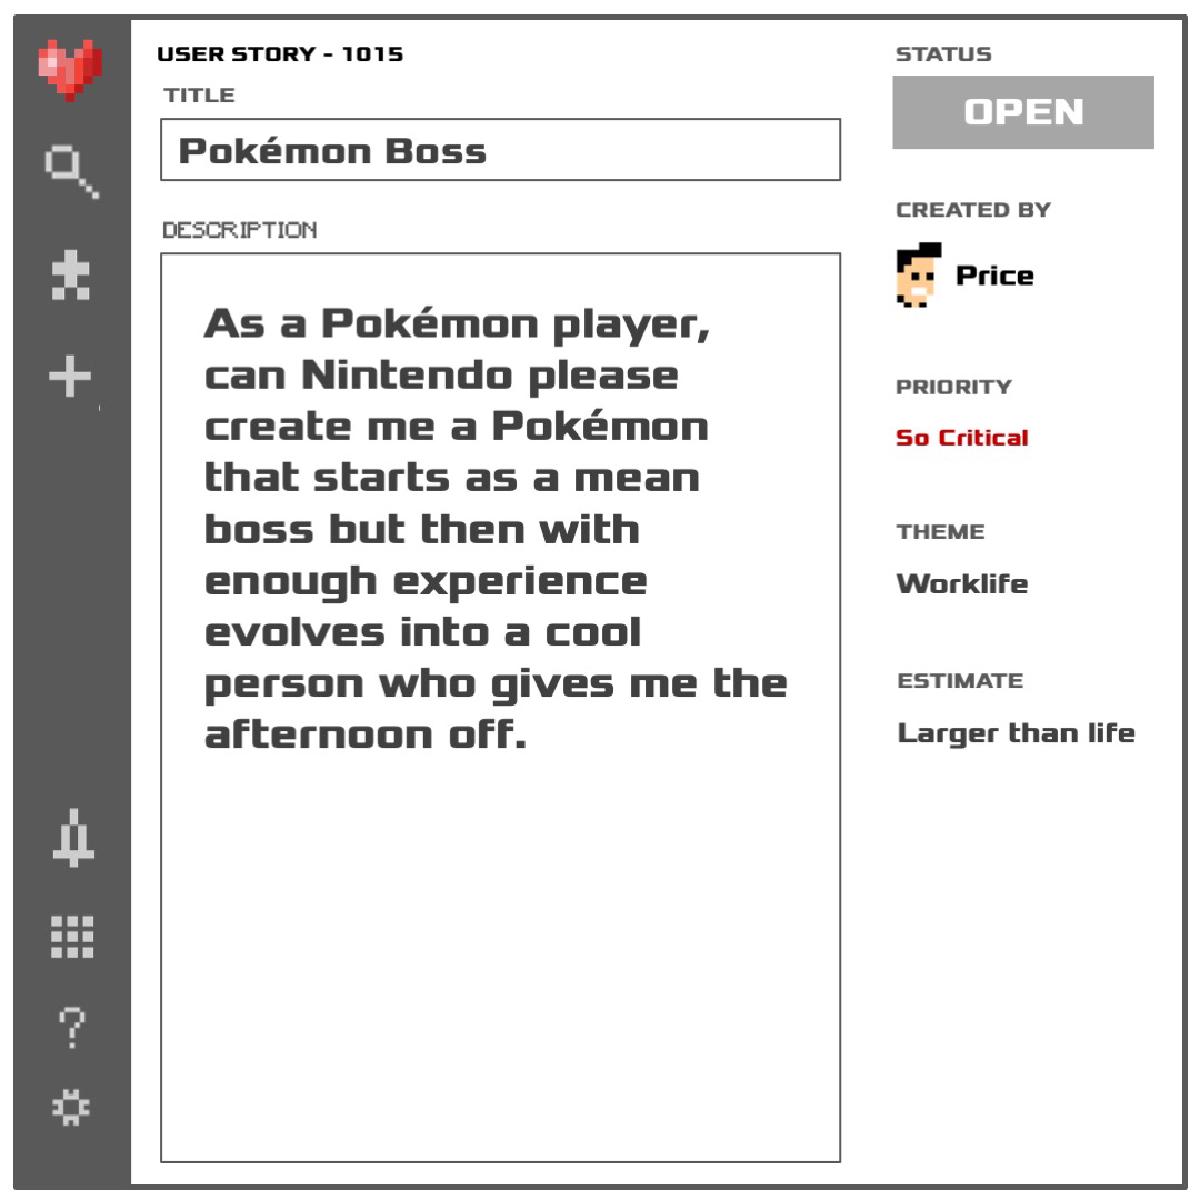 USER STORY - 1015
TITLE
Pokémon Boss
DESCRIPTION
As a Pokémon player,
can Nintendo please
create me a Pokémon
that starts as a mean
boss but then with
enough experience
evolves into a cool
person who gives me the
afternoon off.
STATUS
OPEN
CREATED BY
Price
PRIORITY
So Critical
THEME
Worklife
ESTIMATE
Larger than life
?